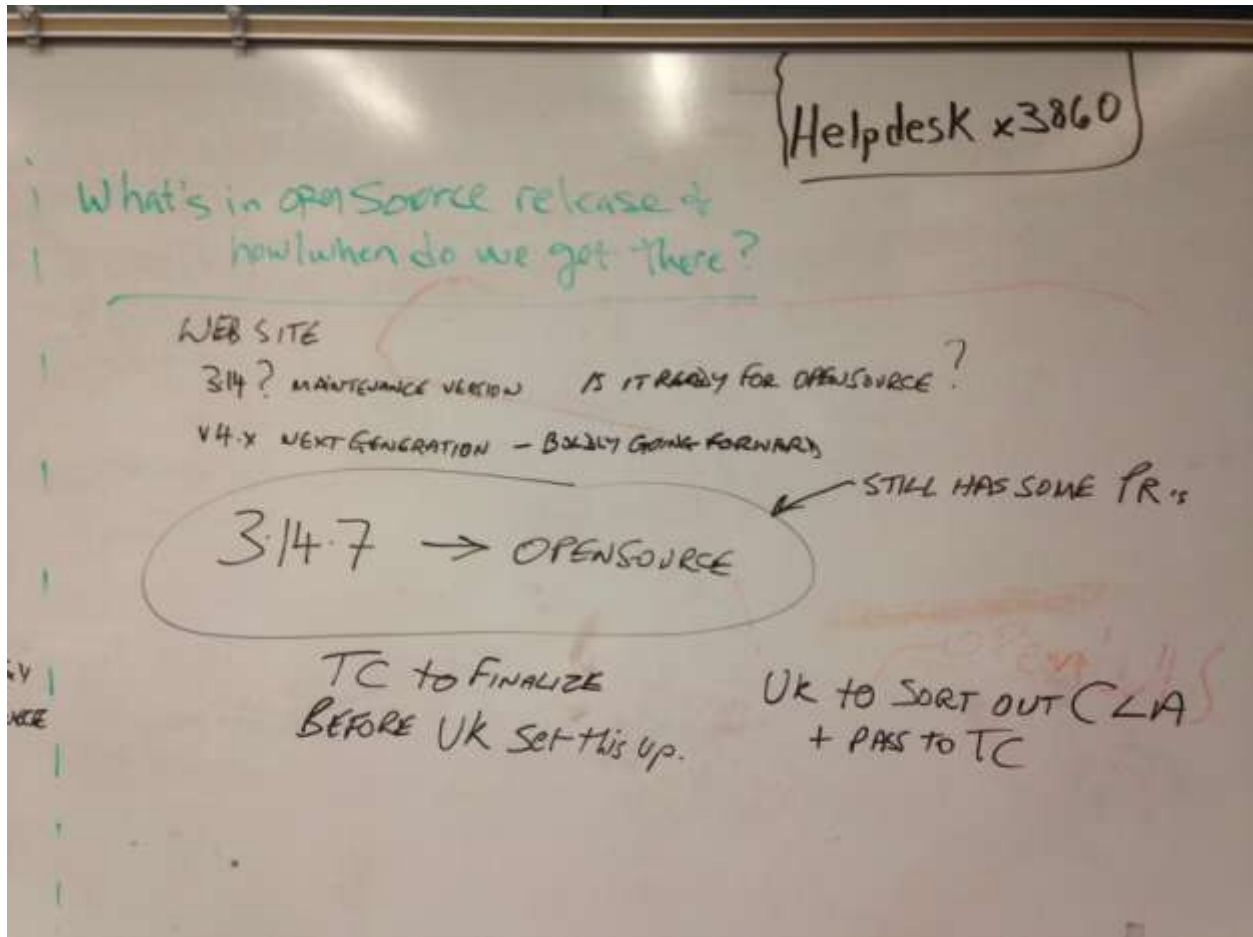 Helpdesk x3860
What's in open Source release &
how/when do we get there?
WEB SITE
3.14? MAINTENANCE VERSION IS IT READY FOR OPENSOURCE?
V4.X NEXT GENERATION – BOLDLY GOING FORWARD
STILL HAS SOME PR's
3.14.7 → OPENSOURCE
TC to FINALIZE
BEFORE UK Set this up.
UK to SORT OUT CLA
+ PASS TO TC